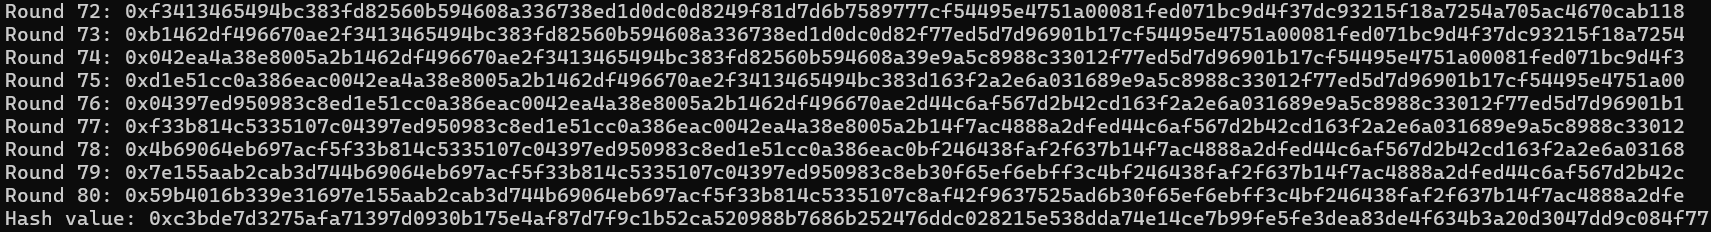 Round 72: 0xf3413465494bc383fd82560b594608a336738ed1d0dc0d8249f81d7d6b7589777cf54495e4751a00081fed071bc9d4f37dc93215f18a7254a705ac4670cab118
Round 73: 0xb1462df496670ae2f3413465494bc383fd82560b594608a336738ed1d0dc0d82f77ed5d7d96901b17cf54495e4751a00081fed071bc9d4f37dc93215f18a7254
Round 74: 0x042ea4a38e8005a2b1462df496670ae2f3413465494bc383fd82560b594608a39e9a5c8988c33012f77ed5d7d96901b17cf54495e4751a00081fed071bc9d4f3
Round 75: 0xd1e51cc0a386eac0042ea4a38e8005a2b1462df496670ae2f3413465494bc383d163f2a2e6a031689e9a5c8988c33012f77ed5d7d96901b17cf54495e4751a00
Round 76: 0x04397ed950983c8ed1e51cc0a386eac0042ea4a38e8005a2b1462df496670ae2d44c6af567d2b42cd163f2a2e6a031689e9a5c8988c33012f77ed5d7d96901b1
Round 77: 0xf33b814c5335107c04397ed950983c8ed1e51cc0a386eac0042ea4a38e8005a2b14f7ac4888a2dfed44c6af567d2b42cd163f2a2e6a031689e9a5c8988c33012
Round 78: 0x4b69064eb697acf5f33b814c5335107c04397ed950983c8ed1e51cc0a386eac0bf246438faf2f637b14f7ac4888a2dfed44c6af567d2b42cd163f2a2e6a03168
Round 79: 0x7e155aab2cab3d744b69064eb697acf5f33b814c5335107c04397ed950983c8eb30f65ef6ebff3c4bf246438faf2f637b14f7ac4888a2dfed44c6af567d2b42c
Round 80: 0x59b4016b339e31697e155aab2cab3d744b69064eb697acf5f33b814c5335107c8af42f9637525ad6b30f65ef6ebff3c4bf246438faf2f637b14f7ac4888a2dfe
Hash value: 0xc3bde7d3275afa71397d0930b175e4af87d7f9c1b52ca520988b7686b252476ddc028215e538dda74e14ce7b99fe5fe3dea83de4f634b3a20d3047dd9c084f77